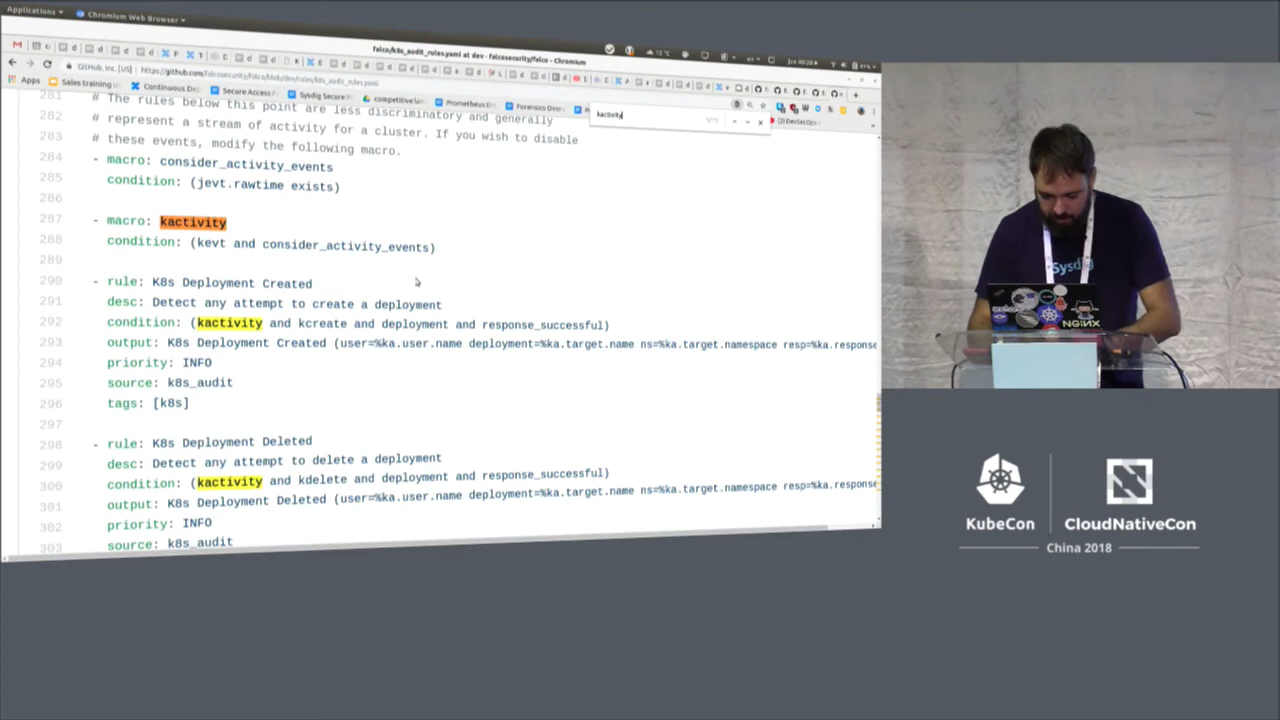 Applications
Chromium Web Browser
falco/k8s_audit_rules.yaml at dev · falcosecurity/falco - Chromium
GitHub, Inc. [US] | https://github.com/falcosecurity/falco/blob/dev/rules/k8s_audit_rules.yaml
Apps Sales training Continuous De Secure Access Sysdig Secure P competitive Prometheus En Forensics Over
kactivity
281 # The rules below this point are less discriminatory and generally
282 # represent a stream of activity for a cluster. If you wish to disable
283 # these events, modify the following macro.
284 - macro: consider_activity_events
285 condition: (jevt.rawtime exists)
286
287 - macro: kactivity
288 condition: (kevt and consider_activity_events)
289
290 - rule: K8s Deployment Created
291 desc: Detect any attempt to create a deployment
292 condition: (kactivity and kcreate and deployment and response_successful)
293 output: K8s Deployment Created (user=%ka.user.name deployment=%ka.target.name ns=%ka.target.namespace resp=%ka.response
294 priority: INFO
295 source: k8s_audit
296 tags: [k8s]
297
298 - rule: K8s Deployment Deleted
299 desc: Detect any attempt to delete a deployment
300 condition: (kactivity and kdelete and deployment and response_successful)
301 output: K8s Deployment Deleted (user=%ka.user.name deployment=%ka.target.name ns=%ka.target.namespace resp=%ka.response
302 priority: INFO
303 source: k8s_audit
Sysdig
NGINX
KubeCon
CloudNativeCon
China 2018